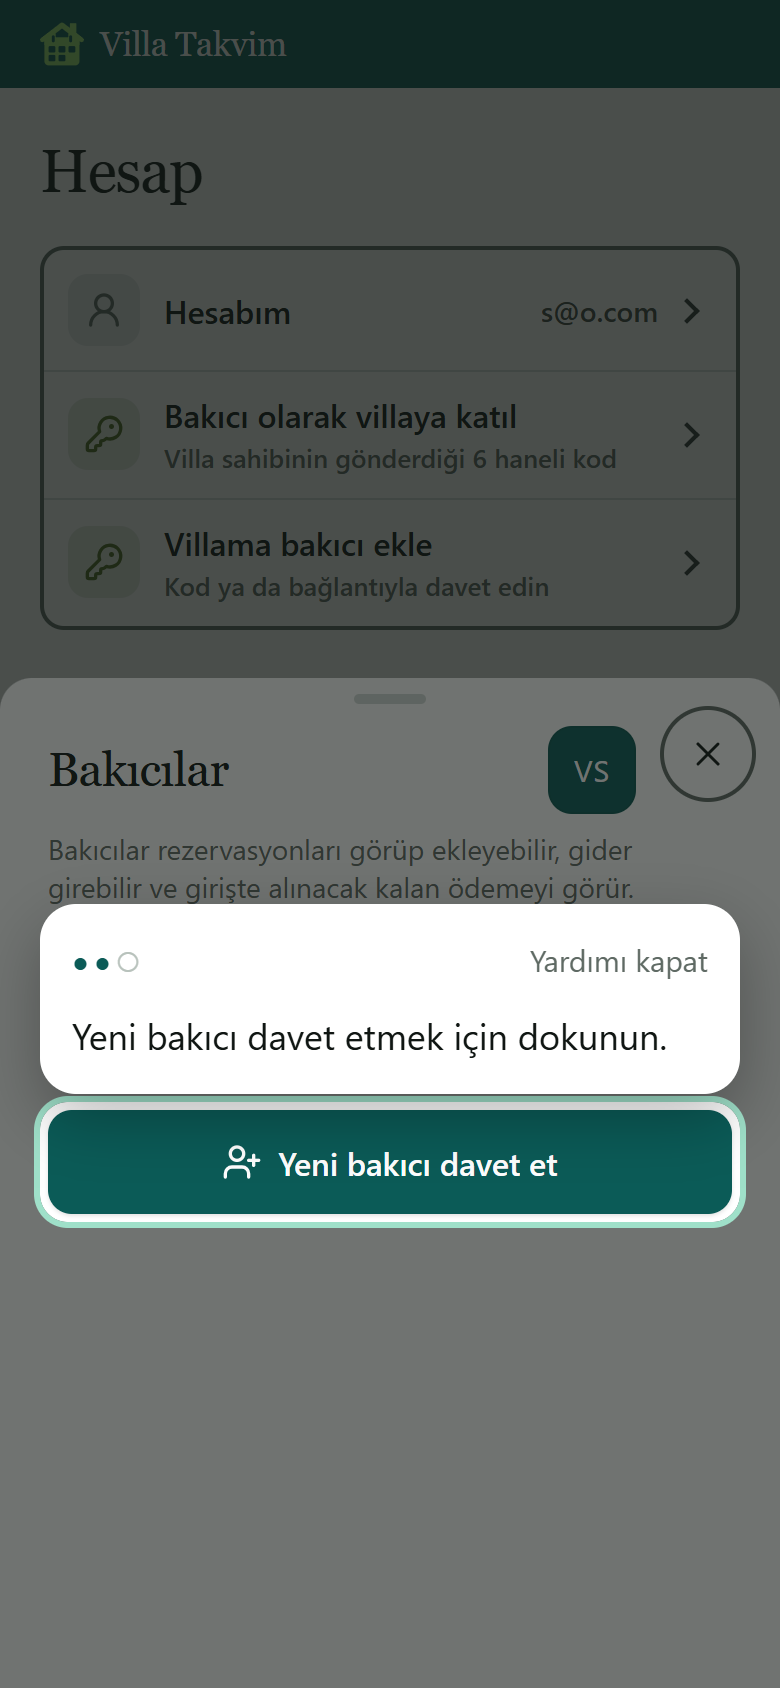 Villa Takvim
Hesap
Hesabım
s@o.com
Bakıcı olarak villaya katıl
Villa sahibinin gönderdiği 6 haneli kod
Villama bakıcı ekle
Kod ya da bağlantıyla davet edin
Bakıcılar
VS
Bakıcılar rezervasyonları görüp ekleyebilir, gider
girebilir ve girişte alınacak kalan ödemeyi görür.
Yardımı kapat
Yeni bakıcı davet etmek için dokunun.
Yeni bakıcı davet et